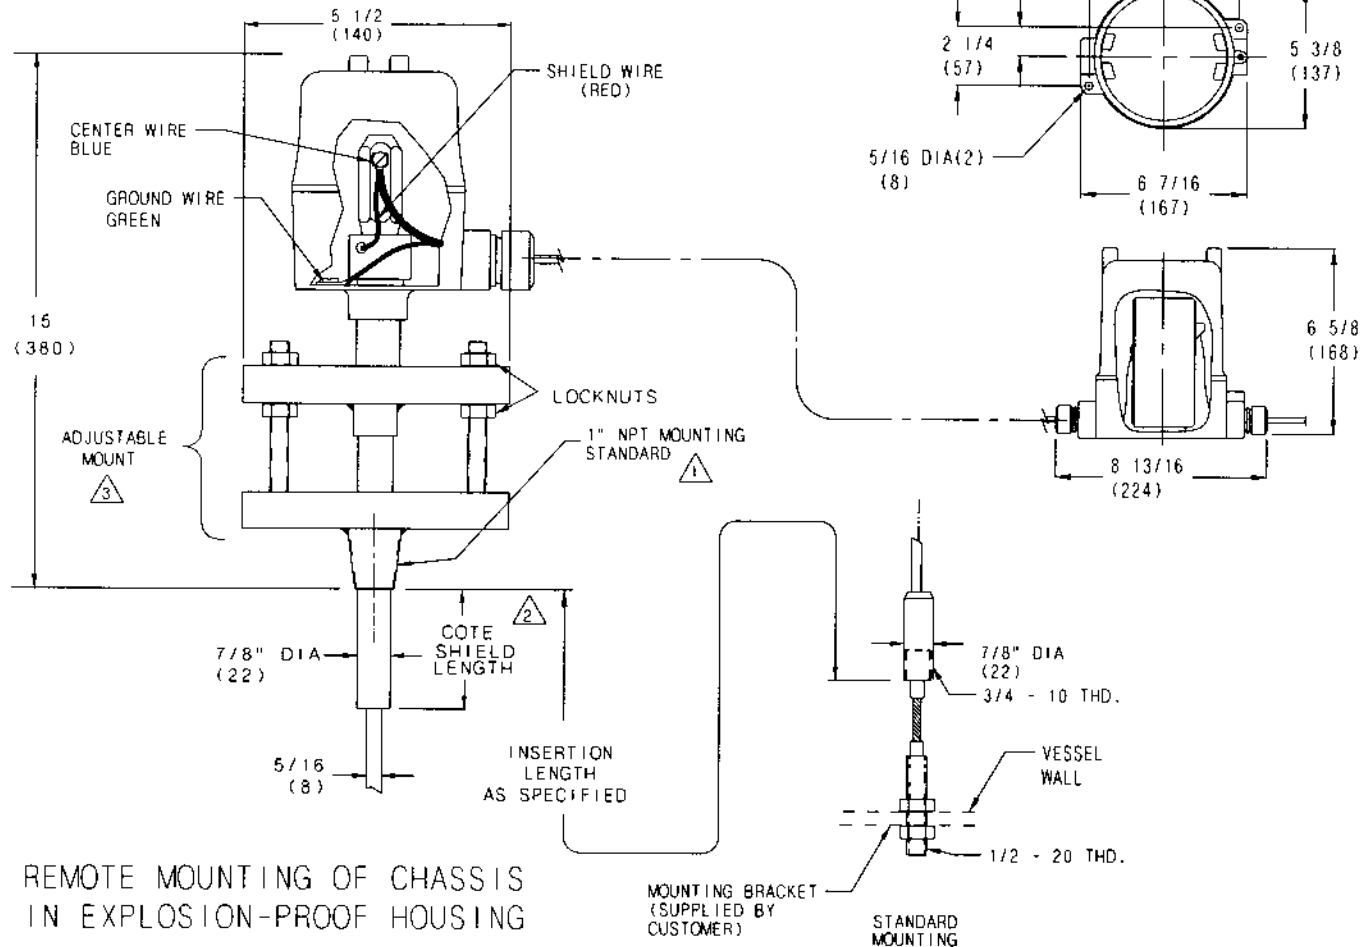 5 1/2
(140)
SHIELD WIRE
(RED)
CENTER WIRE
BLUE
GROUND WIRE
GREEN
15
(380)
LOCKNUTS
ADJUSTABLE
MOUNT
3
1" NPT MOUNTING
STANDARD
1
2
COTE
SHIELD
LENGTH
7/8" DIA
(22)
5/16
(8)
INSERTION
LENGTH
AS SPECIFIED
2 1/4
(57)
5 3/8
(137)
5/16 DIA(2)
(8)
6 7/16
(167)
6 5/8
(168)
8 13/16
(224)
7/8" DIA
(22)
3/4 - 10 THD.
VESSEL
WALL
1/2 - 20 THD.
MOUNTING BRACKET
(SUPPLIED BY
CUSTOMER)
STANDARD
MOUNTING
REMOTE MOUNTING OF CHASSIS
IN EXPLOSION-PROOF HOUSING